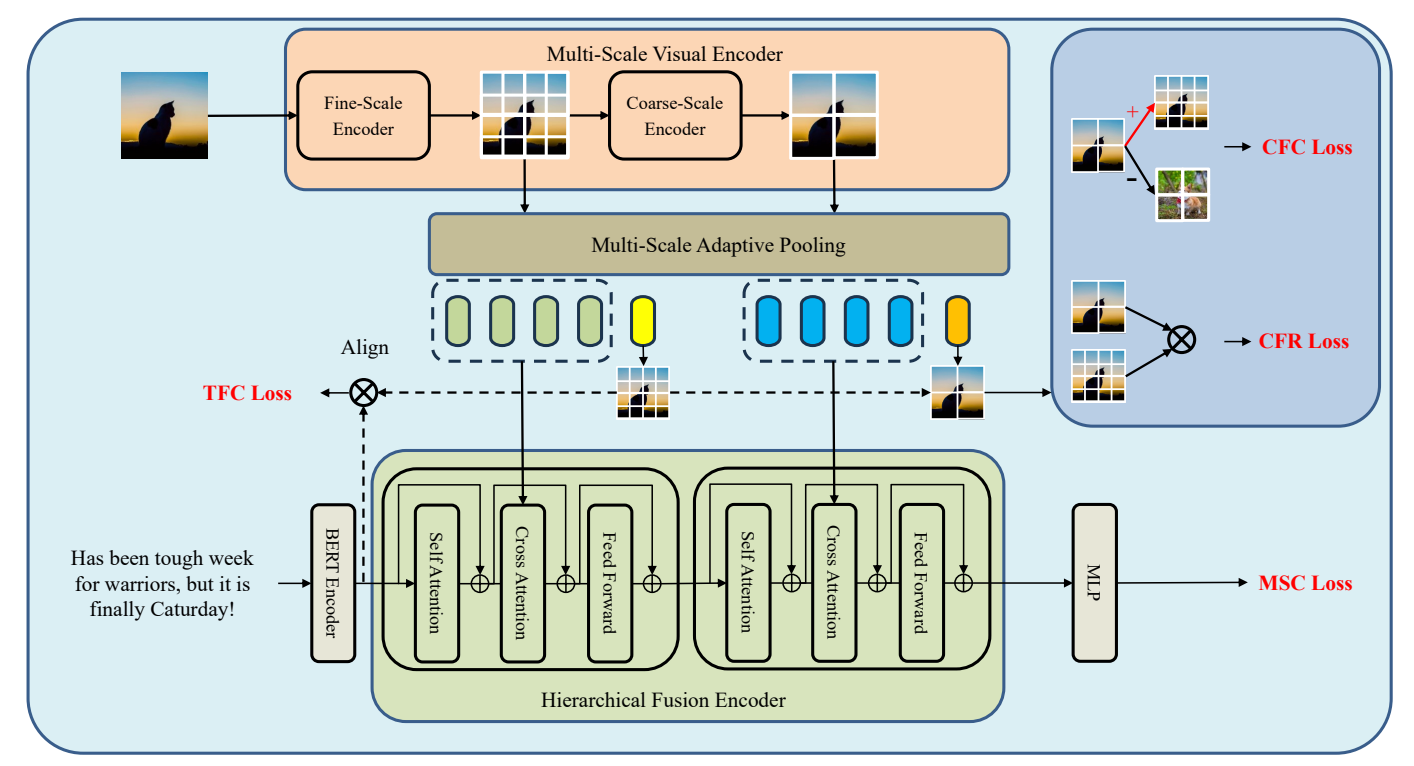 Multi-Scale Visual Encoder
Fine-Scale
Encoder
Coarse-Scale
Encoder
+
-
CFC Loss
Multi-Scale Adaptive Pooling
CFR Loss
Align
TFC Loss
Has been tough week
for warriors, but it is
finally Caturday!
BERT Encoder
Self Attention
Cross Attention
Feed Forward
Self Attention
Cross Attention
Feed Forward
MLP
MSC Loss
Hierarchical Fusion Encoder